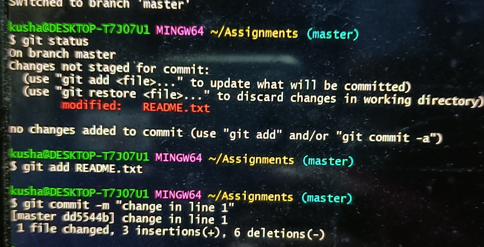 Switched to branch 'master'
kusha@DESKTOP-T7J07U1 MINGW64 ~/Assignments (master)
$ git status
On branch master
Changes not staged for commit:
  (use "git add <file>..." to update what will be committed)
  (use "git restore <file>..." to discard changes in working directory)
        modified:   README.txt

no changes added to commit (use "git add" and/or "git commit -a")

kusha@DESKTOP-T7J07U1 MINGW64 ~/Assignments (master)
$ git add README.txt

kusha@DESKTOP-T7J07U1 MINGW64 ~/Assignments (master)
$ git commit -m "change in line 1"
[master dd5544b] change in line 1
 1 file changed, 3 insertions(+), 6 deletions(-)